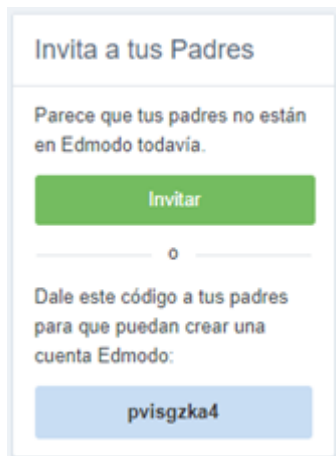 Invita a tus Padres
Parece que tus padres no están
en Edmodo todavía.
Invitar
o
Dale este código a tus padres
para que puedan crear una
cuenta Edmodo:
pvisgzka4